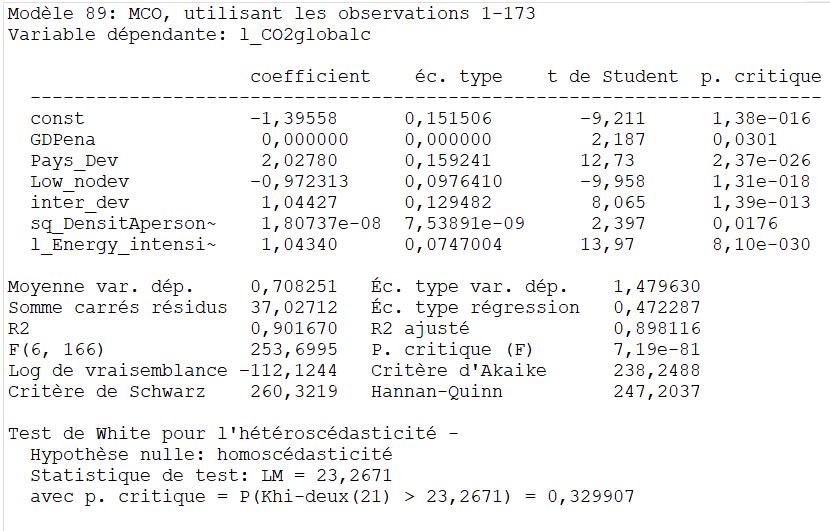 Modèle 89: MCO, utilisant les observations 1-173
Variable dépendante: l_CO2globalc
coefficient éc. type t de Student p. critique
---------------------------------------------------------------------------
const -1,39558 0,151506 -9,211 1,38e-016
GDPena 0,000000 0,000000 2,187 0,0301
Pays_Dev 2,02780 0,159241 12,73 2,37e-026
Low_nodev -0,972313 0,0976410 -9,958 1,31e-018
inter_dev 1,04427 0,129482 8,065 1,39e-013
sq_DensitAperson~ 1,80737e-08 7,53891e-09 2,397 0,0176
l_Energy_intensi~ 1,04340 0,0747004 13,97 8,10e-030
Moyenne var. dép. 0,708251 Éc. type var. dép. 1,479630
Somme carrés résidus 37,02712 Éc. type régression 0,472287
R2 0,901670 R2 ajusté 0,898116
F(6, 166) 253,6995 P. critique (F) 7,19e-81
Log de vraisemblance -112,1244 Critère d'Akaike 238,2488
Critère de Schwarz 260,3219 Hannan-Quinn 247,2037
Test de White pour l'hétéroscédasticité -
Hypothèse nulle: homoscédasticité
Statistique de test: LM = 23,2671
avec p. critique = P(Khi-deux(21) > 23,2671) = 0,329907